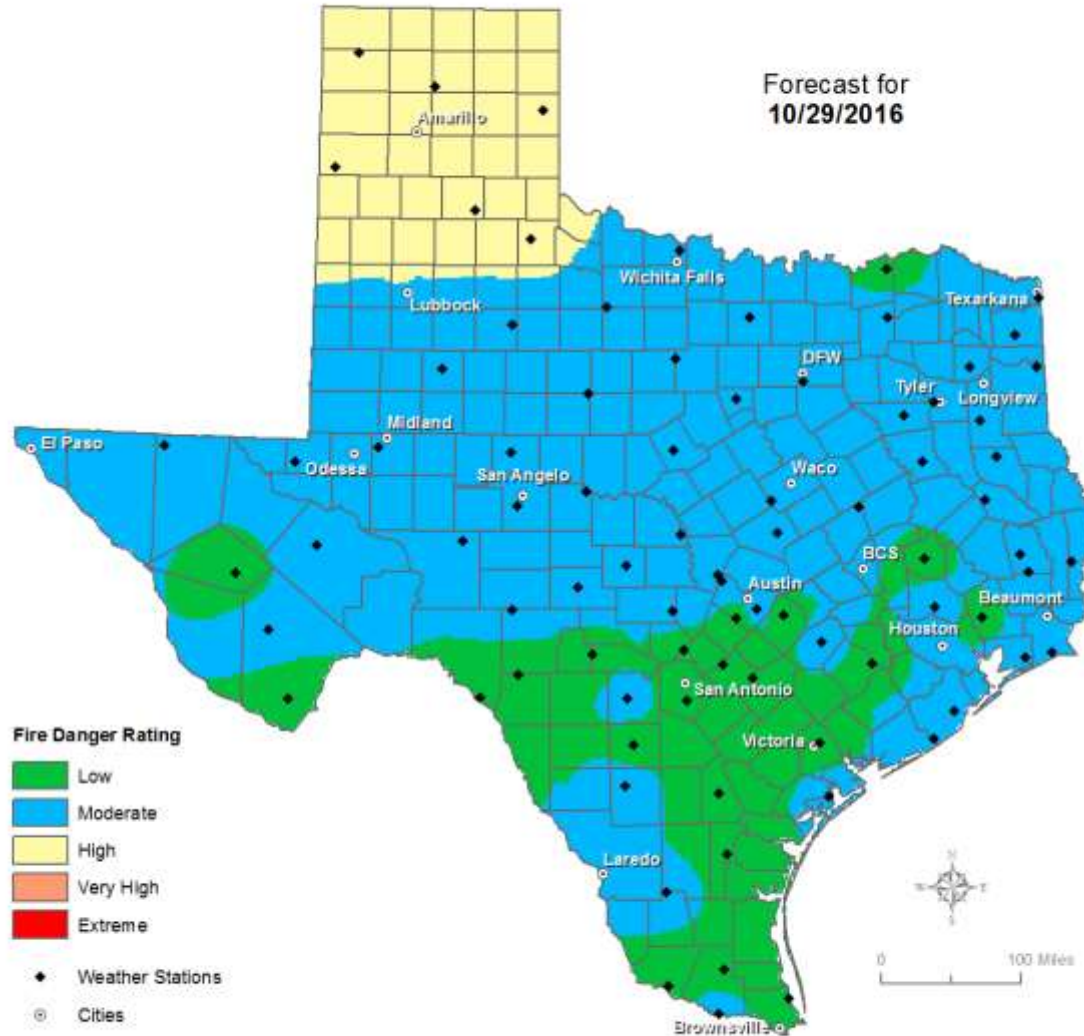 Forecast for
10/29/2016
Amarillo
Wichita Falls
Lubbock
Texarkana
DFW
Tyler
Longview
Midland
El Paso
Odessa
San Angelo
Waco
BCS
Austin
Beaumont
Houston
San Antonio
Victoria
Laredo
Brownsville
Fire Danger Rating
Low
Moderate
High
Very High
Extreme
Weather Stations
Cities
N
W E
S
0 100 Miles